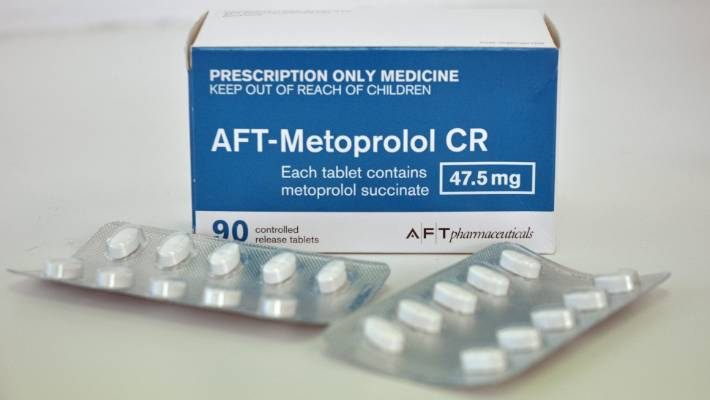 PRESCRIPTION ONLY MEDICINE
KEEP OUT OF REACH OF CHILDREN
AFT-Metoprolol CR
Each tablet contains
metoprolol succinate
47.5 mg
90 controlled
release tablets
AFT pharmaceuticals